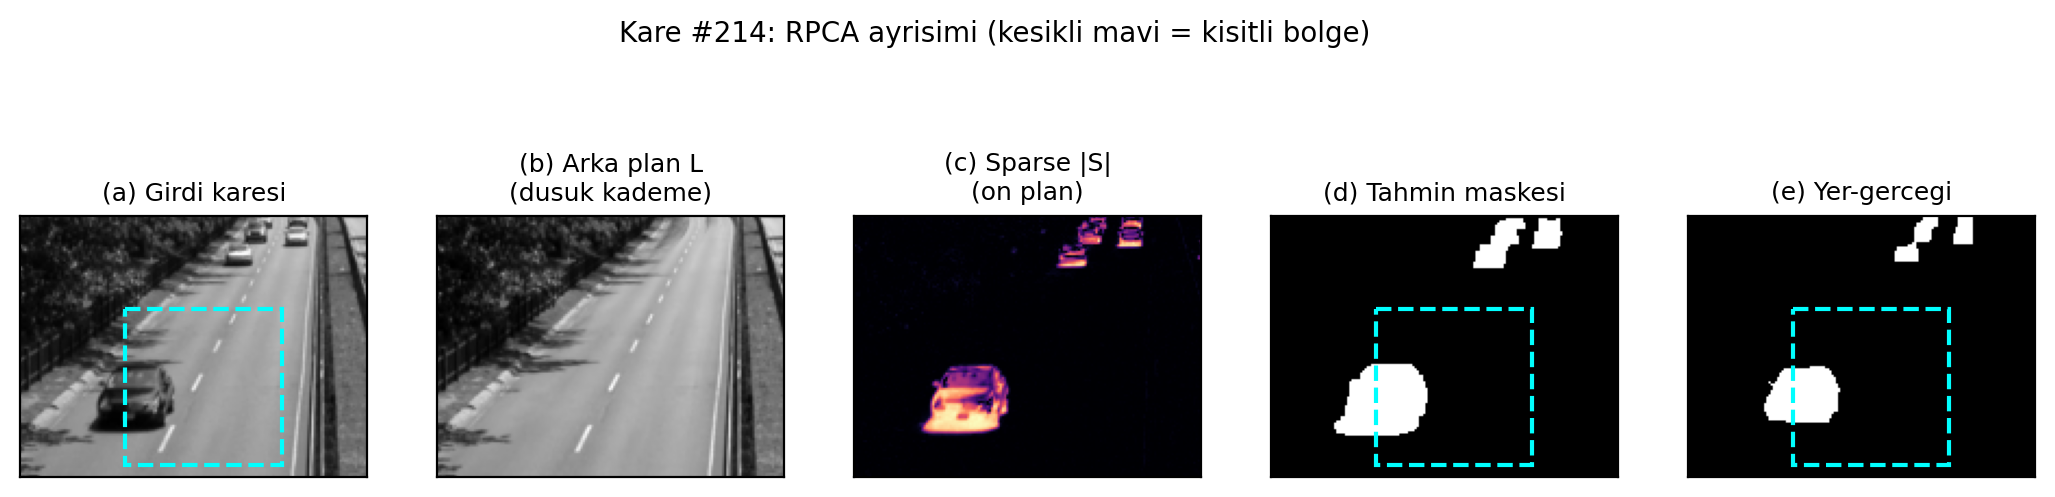 Kare #214: RPCA ayrisimi (kesikli mavi = kisitli bolge)
(a) Girdi karesi
(b) Arka plan L
(dusuk kademe)
(c) Sparse |S|
(on plan)
(d) Tahmin maskesi
(e) Yer-gercegi